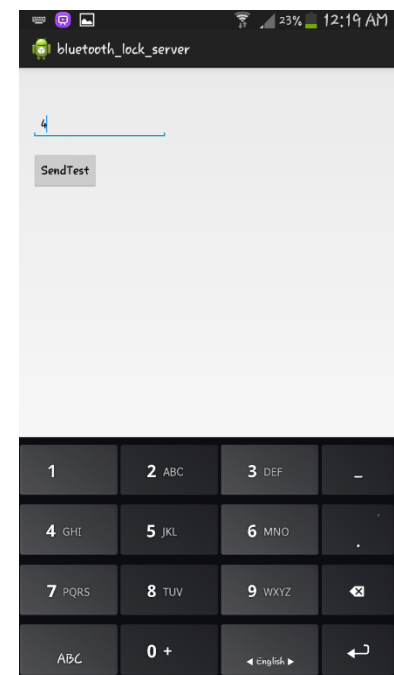 23% 12:19 AM
bluetooth_lock_server
4
SendTest
1 2 ABC 3 DEF _
4 GHI 5 JKL 6 MNO .
7 PQRS 8 TUV 9 WXYZ
ABC 0 + ◀ English ▶